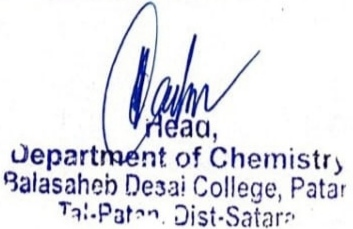 Head,
Department of Chemistry
Balasaheb Desai College, Patan
Tal-Patan, Dist-Satara